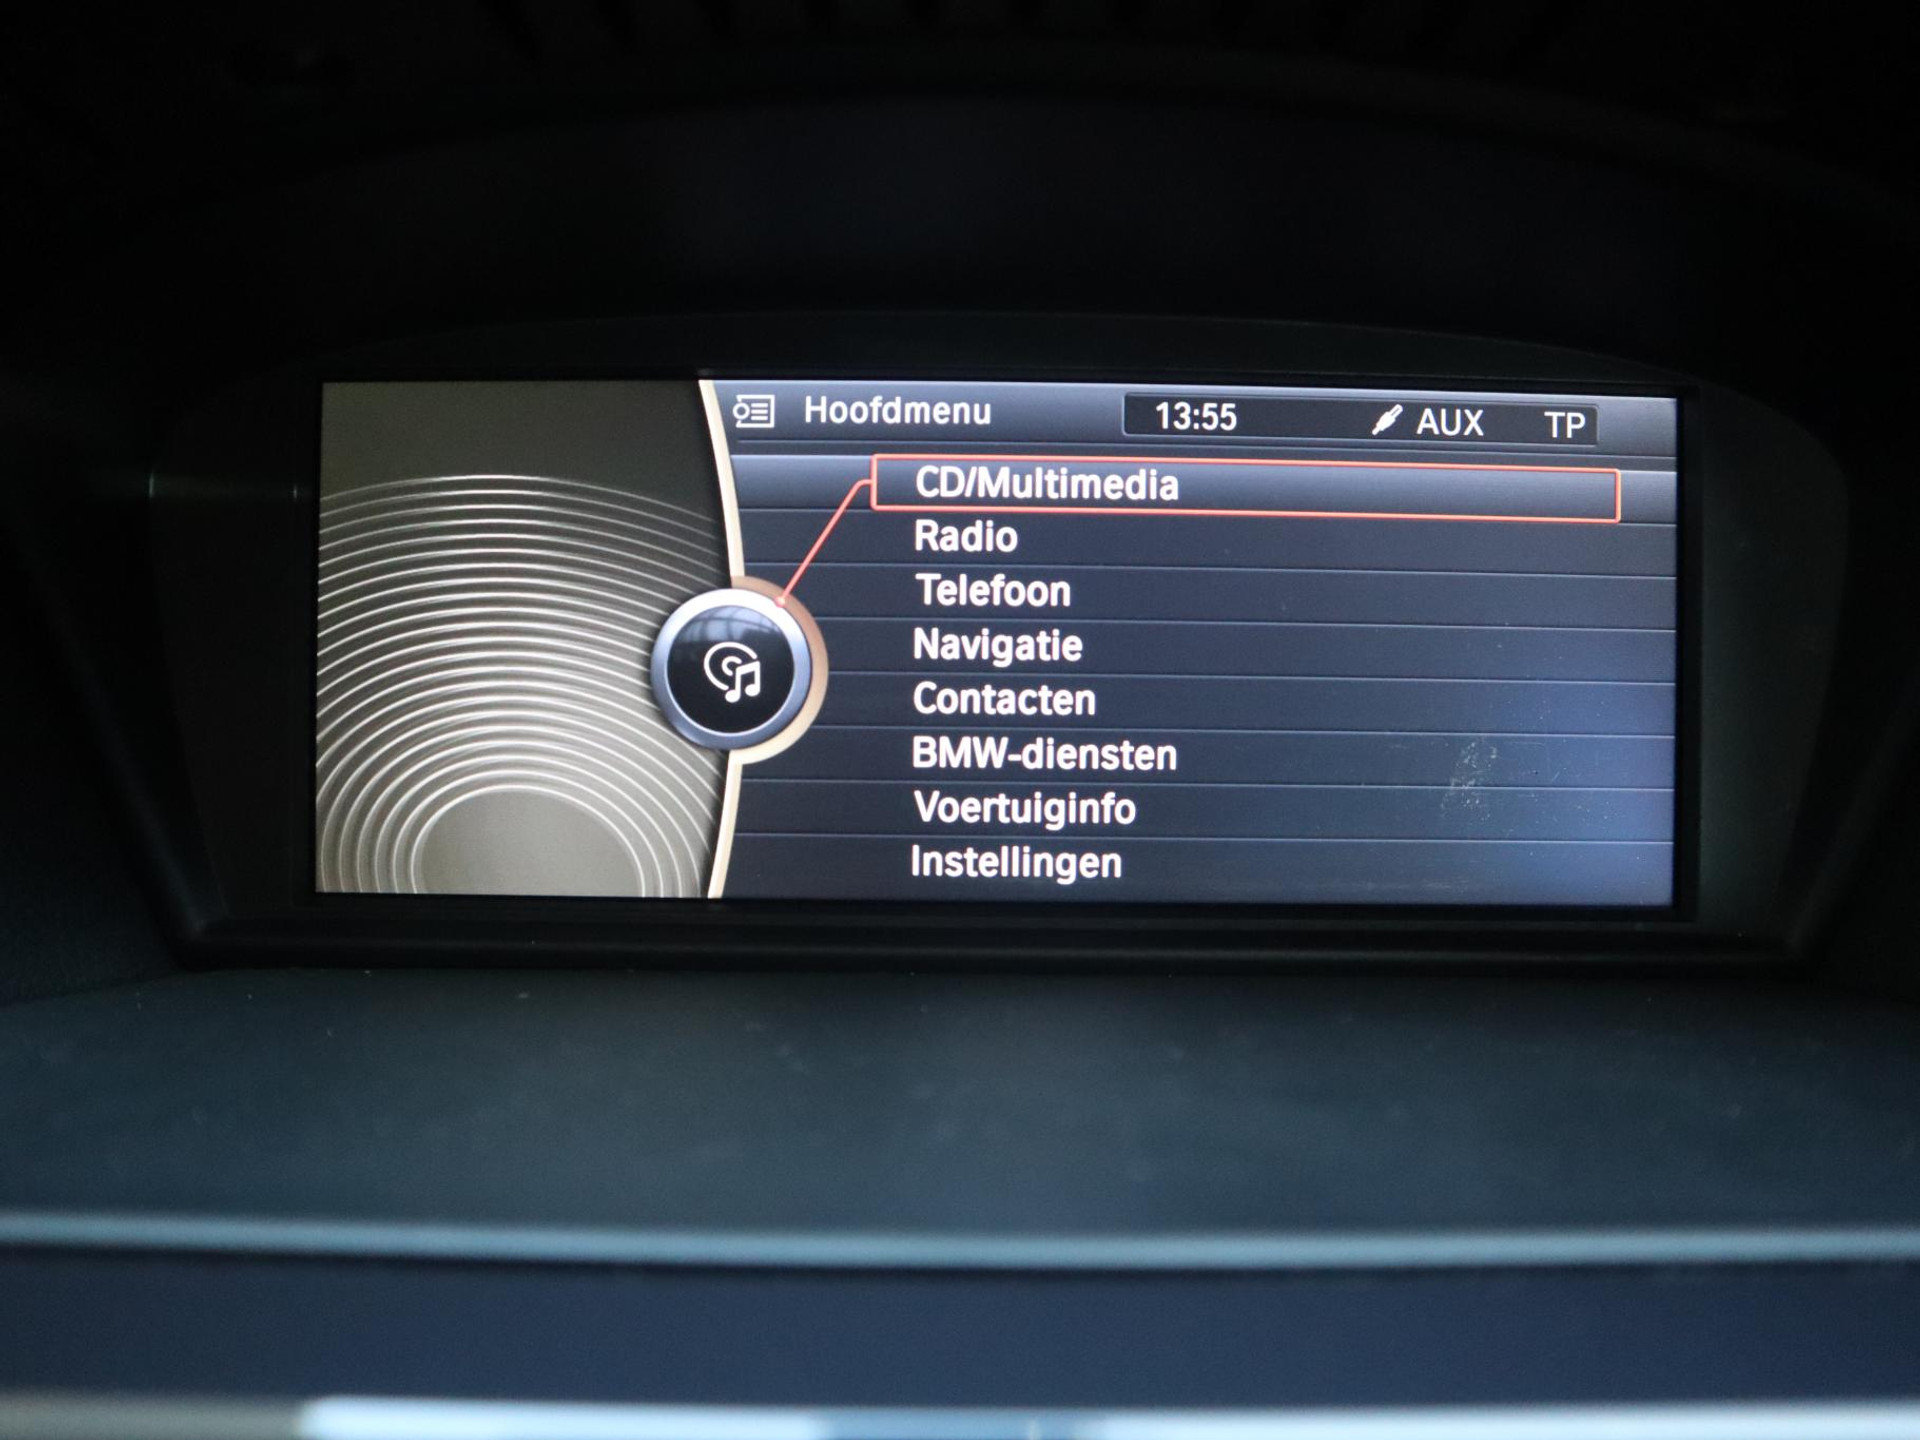 Hoofdmenu 13:55 AUX TP
CD/Multimedia
Radio
Telefoon
Navigatie
Contacten
BMW-diensten
Voertuiginfo
Instellingen